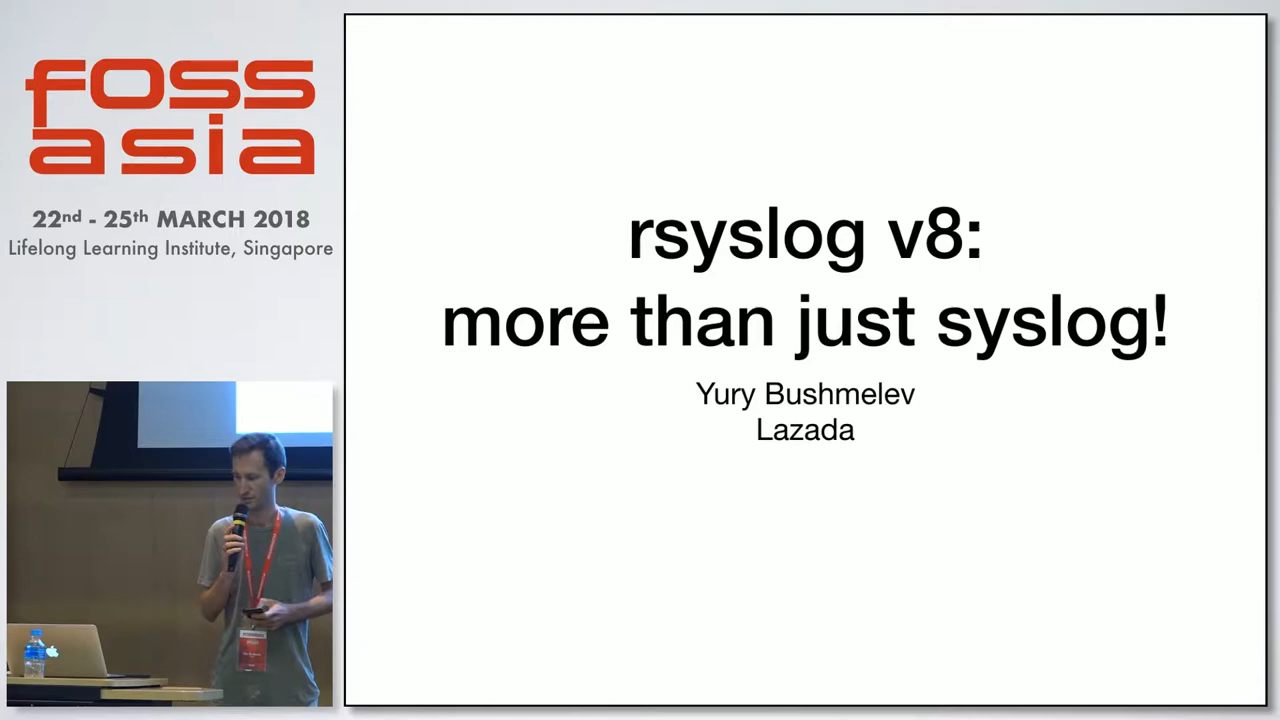 foss
asia
22nd - 25th MARCH 2018
Lifelong Learning Institute, Singapore
rsyslog v8:
more than just syslog!
Yury Bushmelev
Lazada